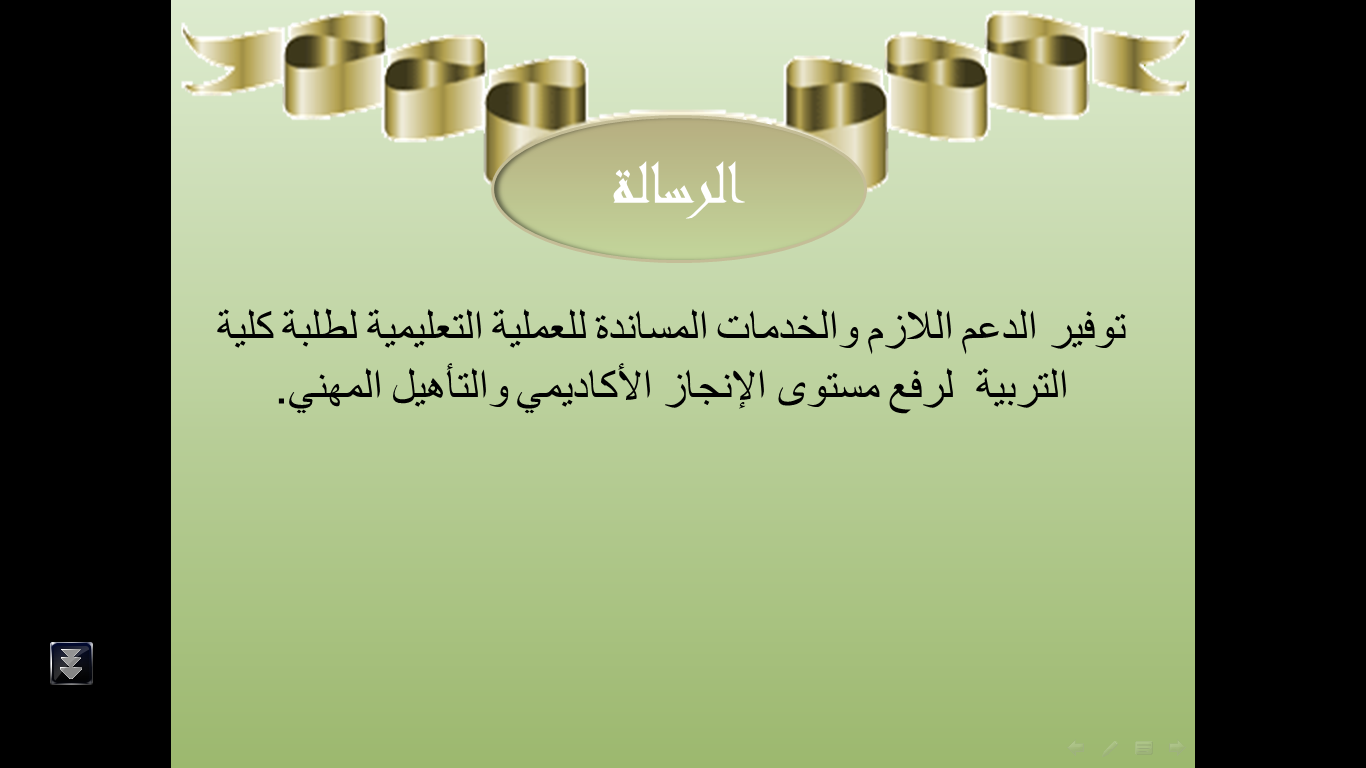 الرسالة
توفير الدعم اللازم والخدمات المساندة للعملية التعليمية لطلبة كلية
التربية لرفع مستوى الإنجاز الأكاديمي والتأهيل المهني.